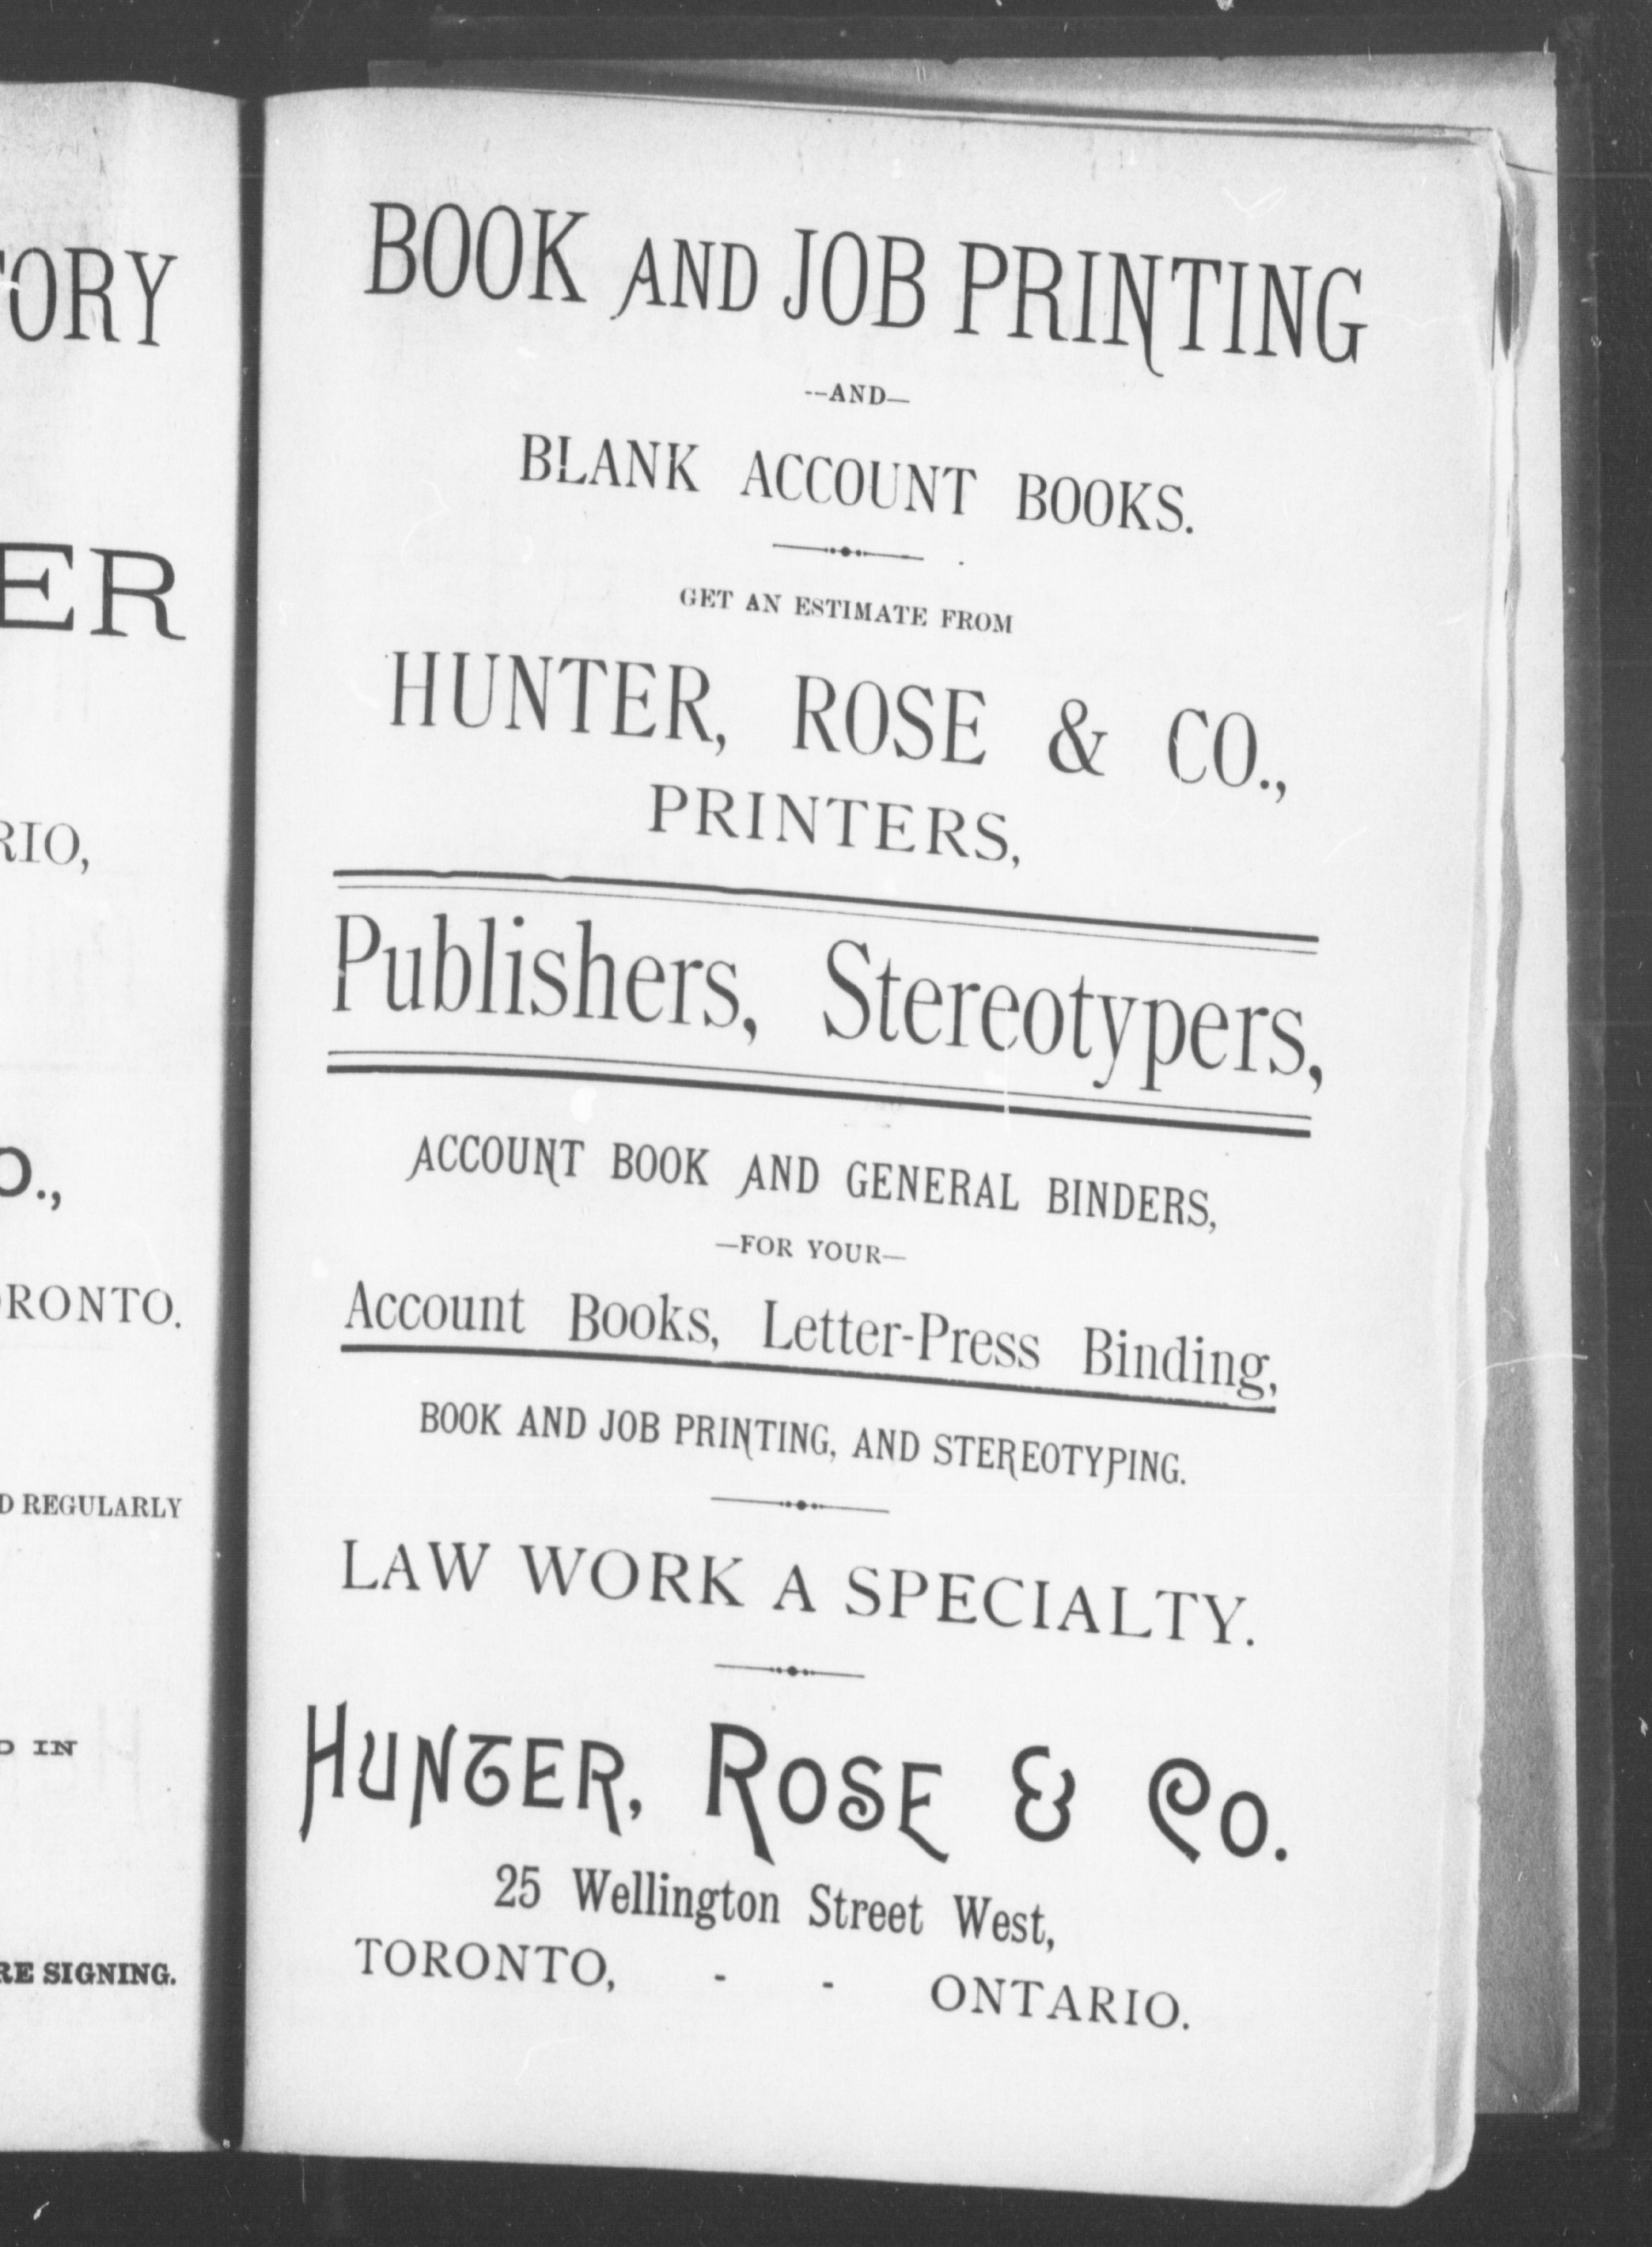 ORY
ER
RIO,
O.,
RONTO.
D REGULARLY
D IN
RE SIGNING.
BOOK AND JOB PRINTING
--AND—
BLANK ACCOUNT BOOKS.
GET AN ESTIMATE FROM
HUNTER, ROSE & CO.,
PRINTERS,
Publishers, Stereotypers,
ACCOUNT BOOK AND GENERAL BINDERS,
—FOR YOUR—
Account Books, Letter-Press Binding,
BOOK AND JOB PRINTING, AND STEREOTYPING.
LAW WORK A SPECIALTY.
HUNTER, ROSE & CO.
25 Wellington Street West,
TORONTO, - - ONTARIO.